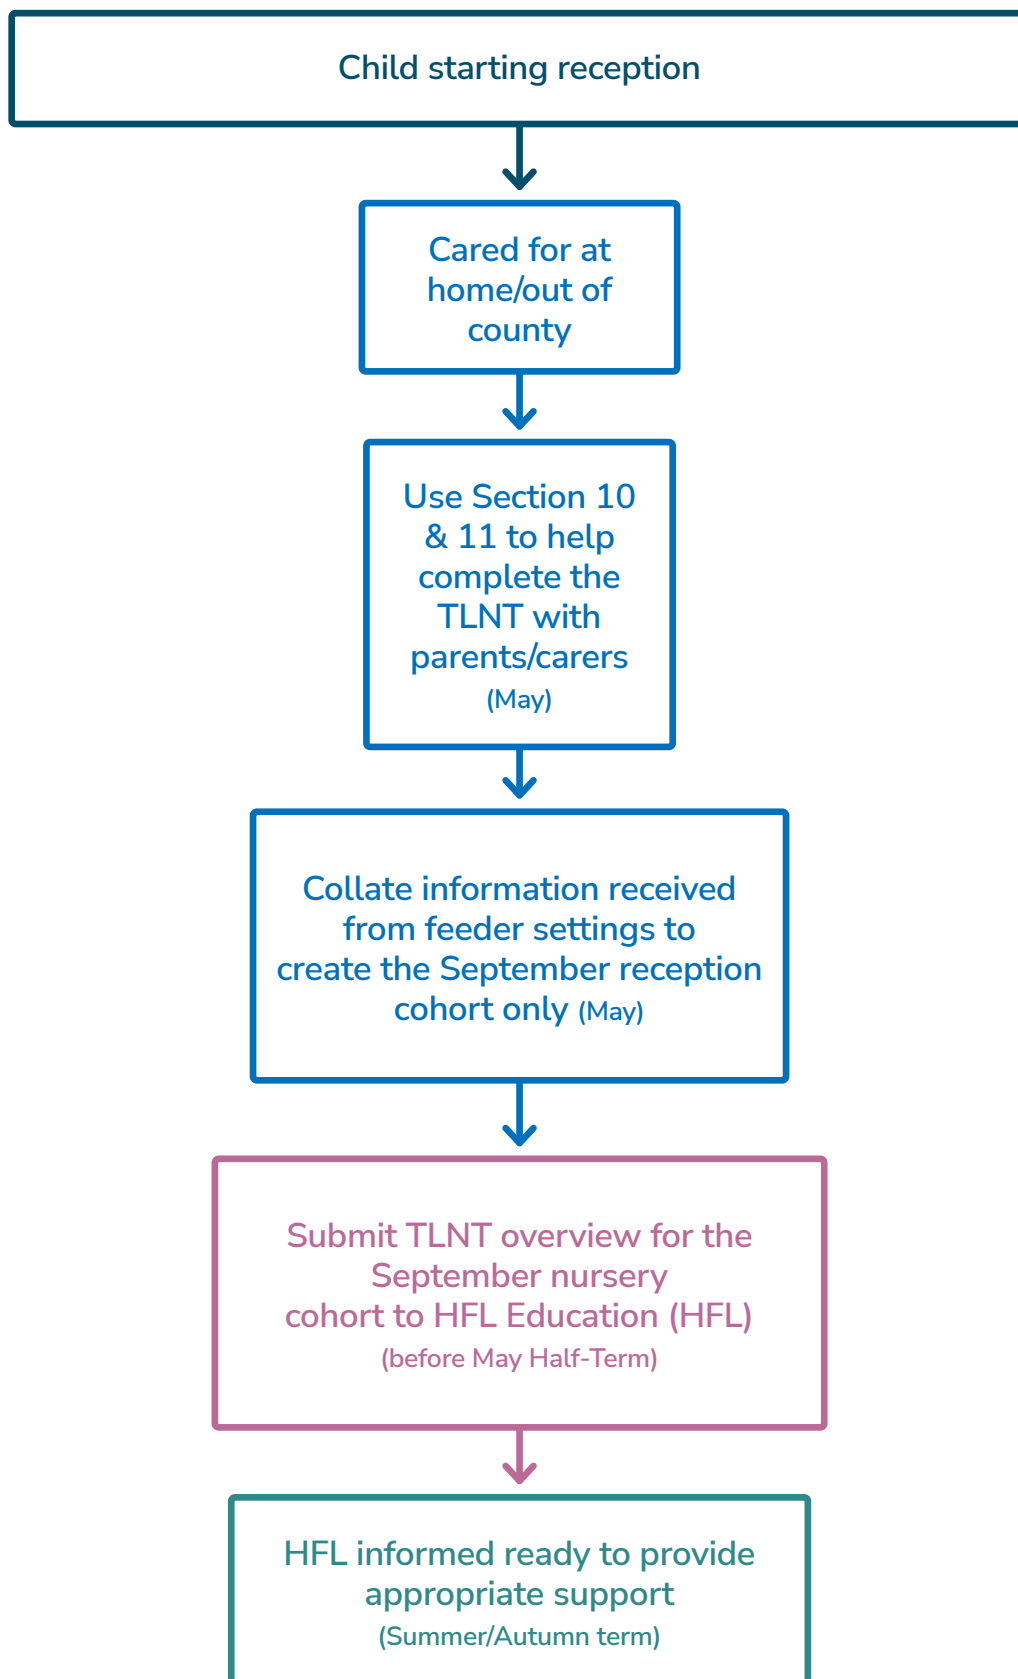 Child starting reception
Cared for at
home/out of
county
Use Section 10
& 11 to help
complete the
TLNT with
parents/carers
(May)
Collate information received
from feeder settings to
create the September reception
cohort only (May)
Submit TLNT overview for the
September nursery
cohort to HFL Education (HFL)
(before May Half-Term)
HFL informed ready to provide
appropriate support
(Summer/Autumn term)